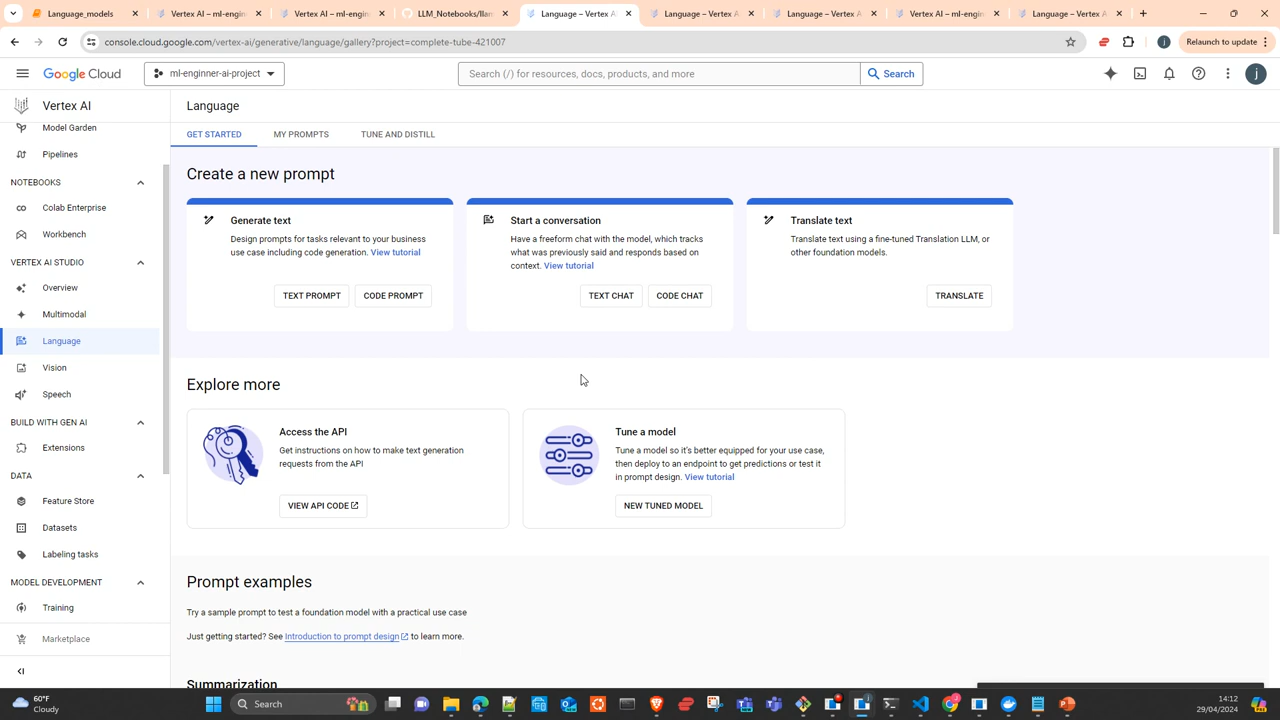 Language_models
Vertex AI – ml-enginner
Vertex AI – ml-enginner
LLM_Notebooks/llan
Language – Vertex AI
Language – Vertex AI
Language – Vertex AI
Vertex AI – ml-enginner
Language – Vertex AI
console.cloud.google.com/vertex-ai/generative/language/gallery?project=complete-tube-421007
j
Relaunch to update
Google Cloud
ml-enginner-ai-project
Search (/) for resources, docs, products, and more
Search
j
Vertex AI
Model Garden
Pipelines
NOTEBOOKS
Colab Enterprise
Workbench
VERTEX AI STUDIO
Overview
Multimodal
Language
Vision
Speech
BUILD WITH GEN AI
Extensions
DATA
Feature Store
Datasets
Labeling tasks
MODEL DEVELOPMENT
Training
Marketplace
Language
GET STARTED
MY PROMPTS
TUNE AND DISTILL
Create a new prompt
Generate text
Design prompts for tasks relevant to your business
use case including code generation. View tutorial
TEXT PROMPT
CODE PROMPT
Start a conversation
Have a freeform chat with the model, which tracks
what was previously said and responds based on
context. View tutorial
TEXT CHAT
CODE CHAT
Translate text
Translate text using a fine-tuned Translation LLM, or
other foundation models.
TRANSLATE
Explore more
Access the API
Get instructions on how to make text generation
requests from the API
VIEW API CODE
Tune a model
Tune a model so it's better equipped for your use case,
then deploy to an endpoint to get predictions or test it
in prompt design. View tutorial
NEW TUNED MODEL
Prompt examples
Try a sample prompt to test a foundation model with a practical use case
Just getting started? See Introduction to prompt design to learn more.
Summarization
60°F
Cloudy
Search
14:12
29/04/2024